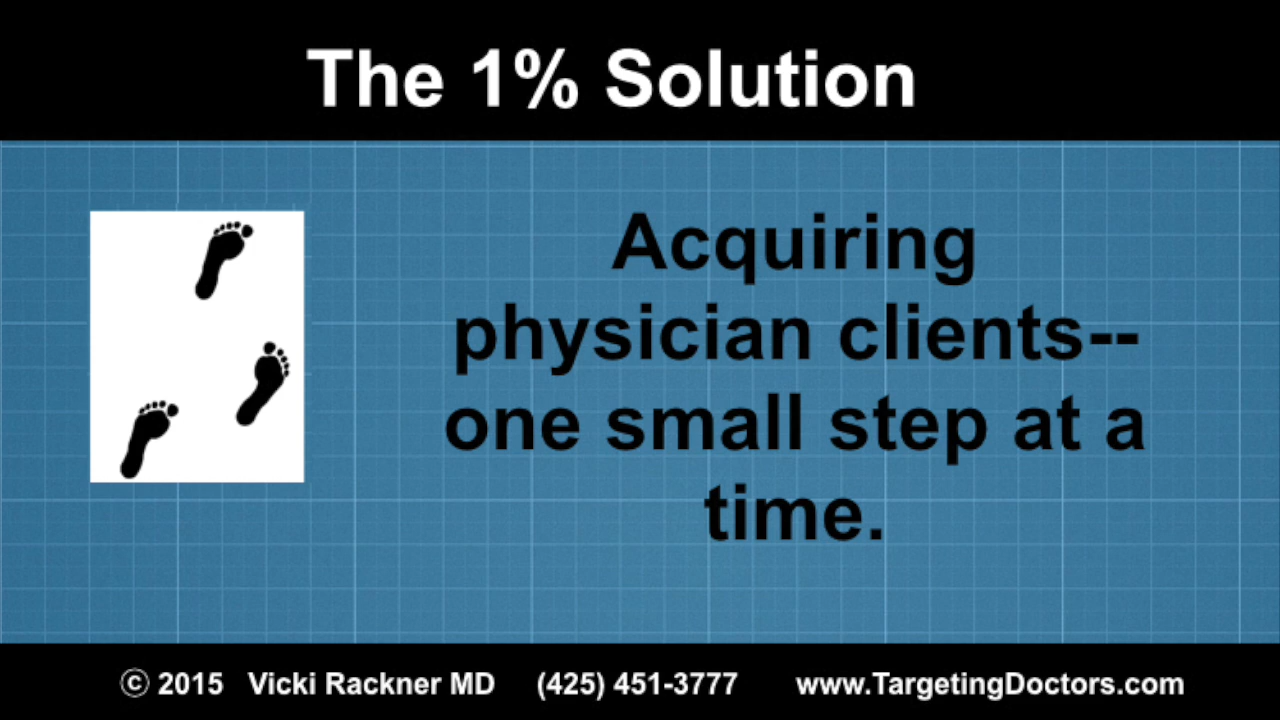 The 1% Solution
Acquiring
physician clients--
one small step at a
time.
© 2015 Vicki Rackner MD (425) 451-3777 www.TargetingDoctors.com